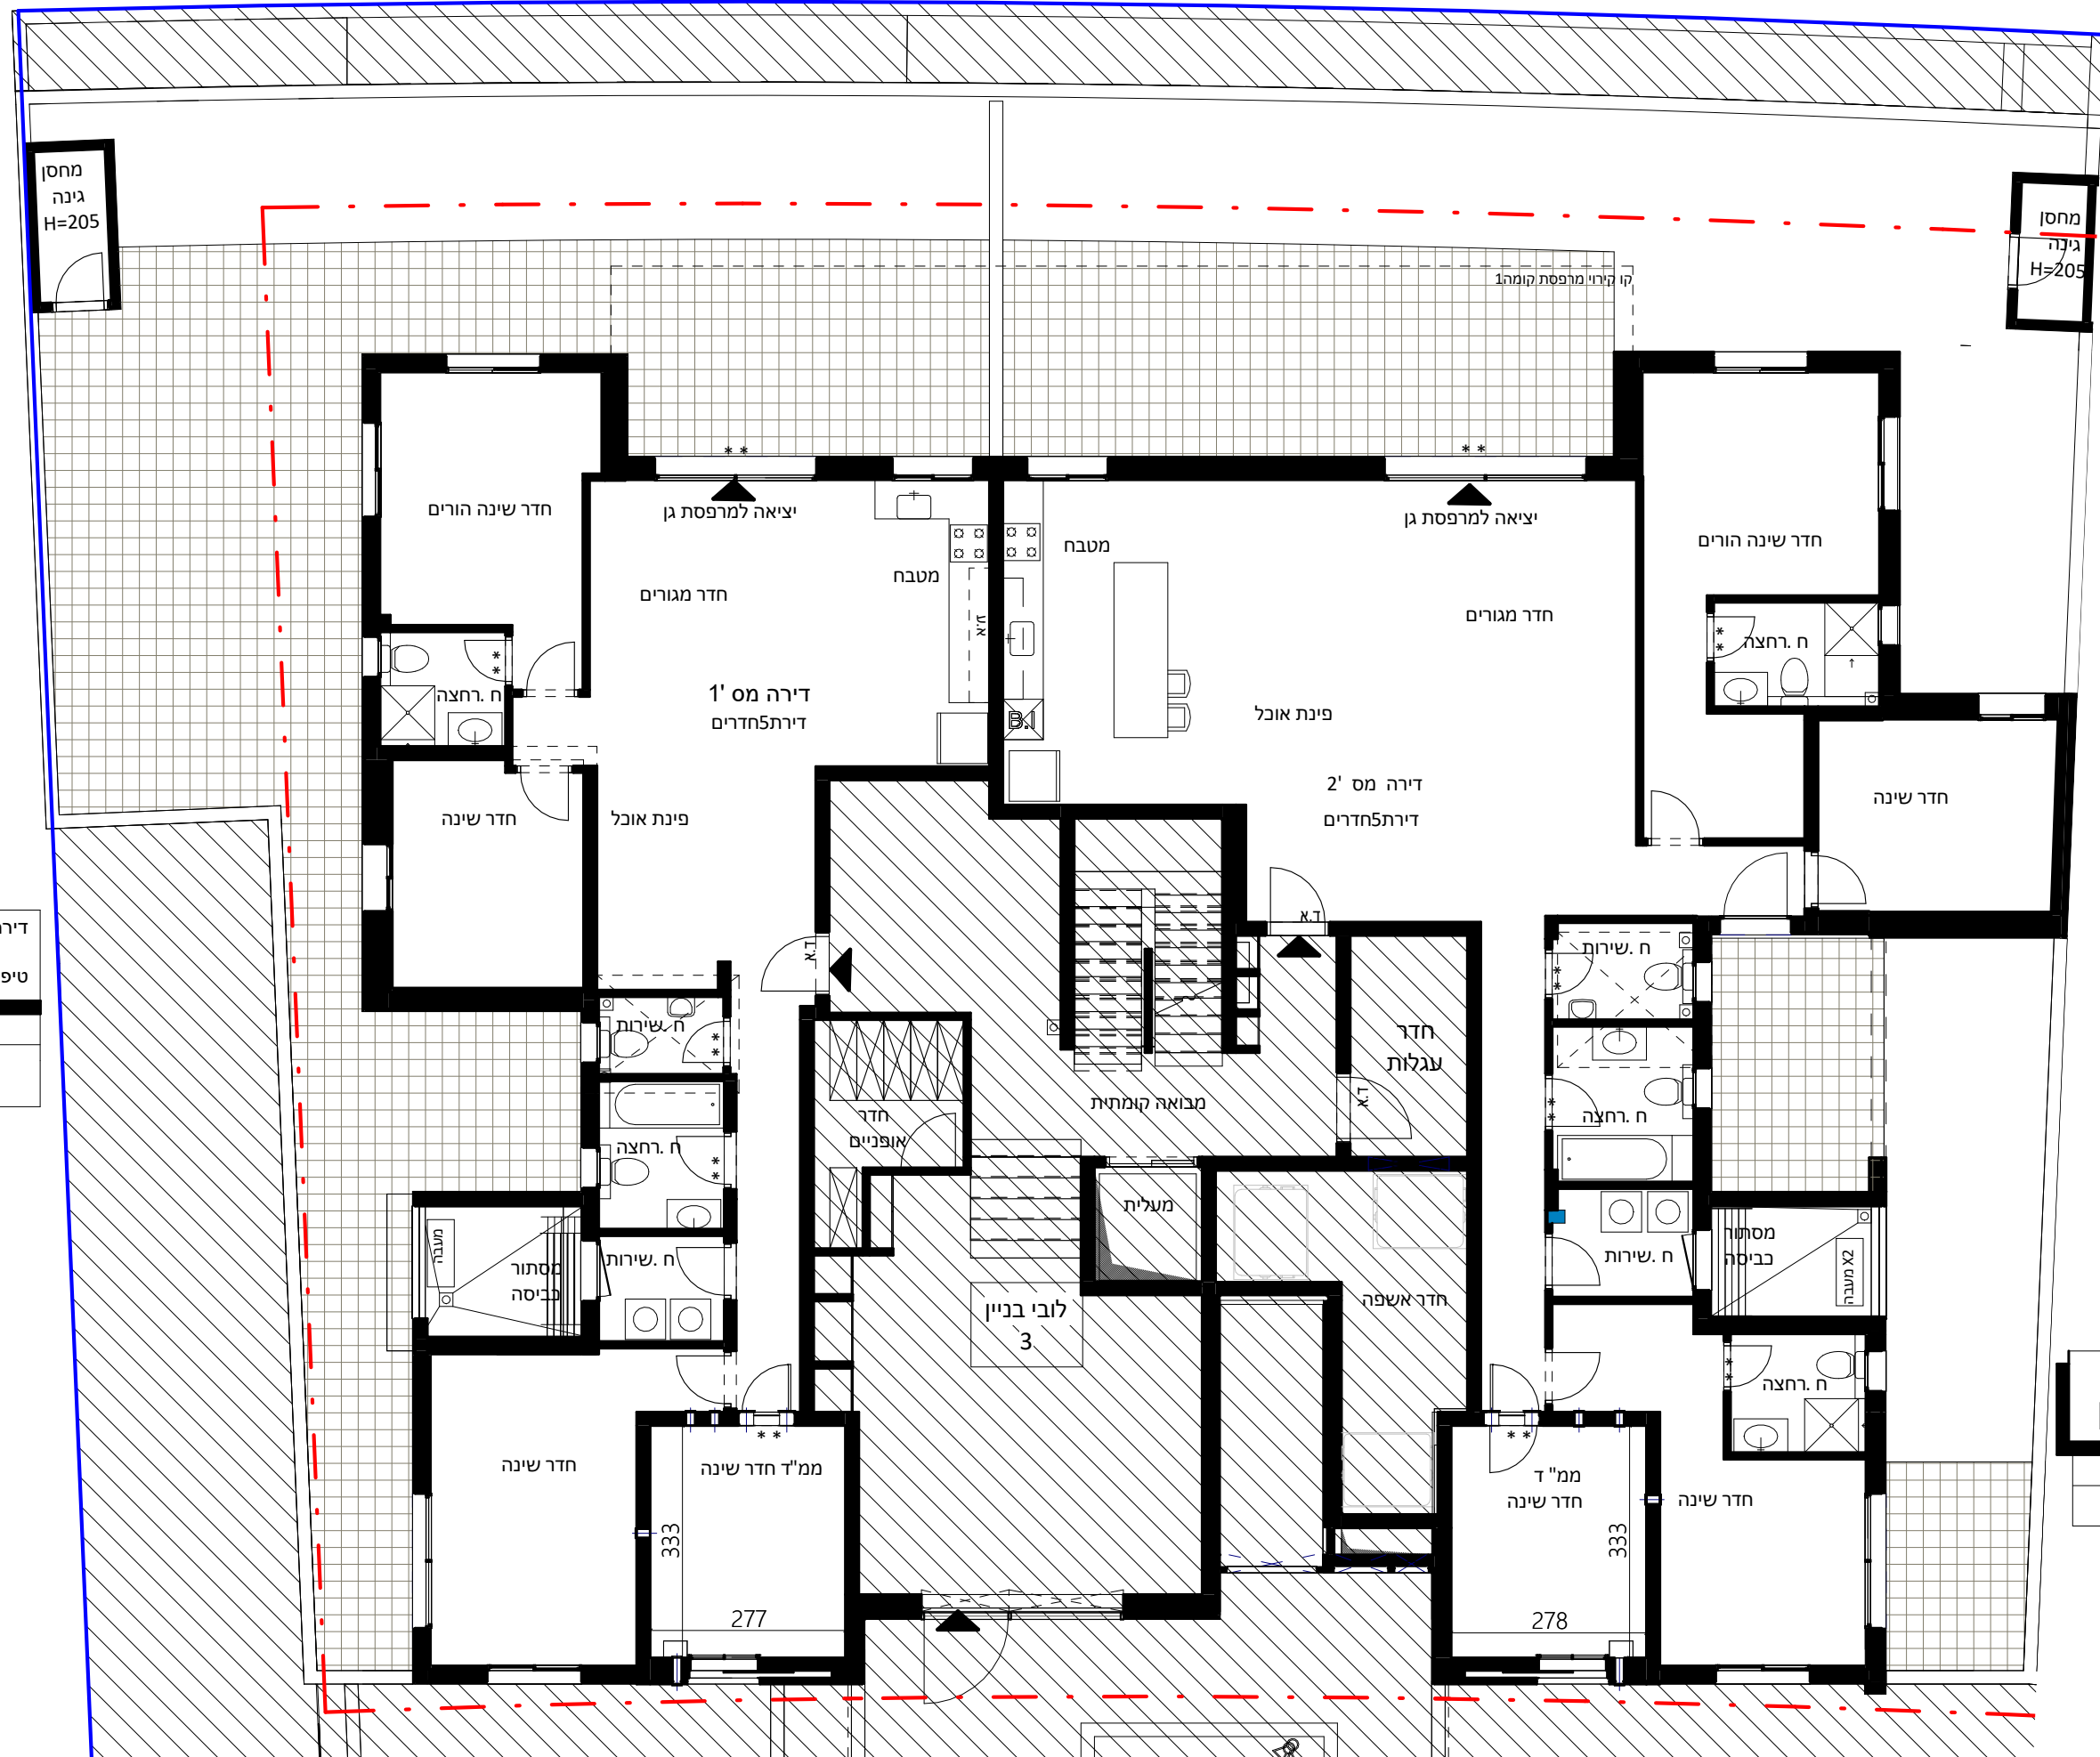 מחסן
גינה
H=205
מחסן
גינה
H=205
קו קירוי מרפסת קומה1
* *
* *
יציאה למרפסת גן
יציאה למרפסת גן
חדר שינה הורים
חדר שינה הורים
מטבח
מטבח
חדר מגורים
חדר מגורים
א.ע
* *
ח .רחצה
* *
ח .רחצה
דירה מס '1
דירת5חדרים
פינת אוכל
B.I
דירה מס '2
דירת5חדרים
חדר שינה
חדר שינה
פינת אוכל
ד.א
ד.א
ד.א
טיפ
ח .שירות
* *
ח .שירות
* *
חדר
עגלות
מבואה קומתית
חדר
אופניים
ח .רחצה
* *
ח .רחצה
* *
מעלית
מעבה
מסתור
כביסה
ח .שירות
ח .שירות
מסתור
כביסה
מעבה X2
לובי בניין
3
חדר אשפה
ח .רחצה
* *
* *
* *
חדר שינה
ממ"ד חדר שינה
333
277
ממ" ד
חדר שינה
333
278
חדר שינה